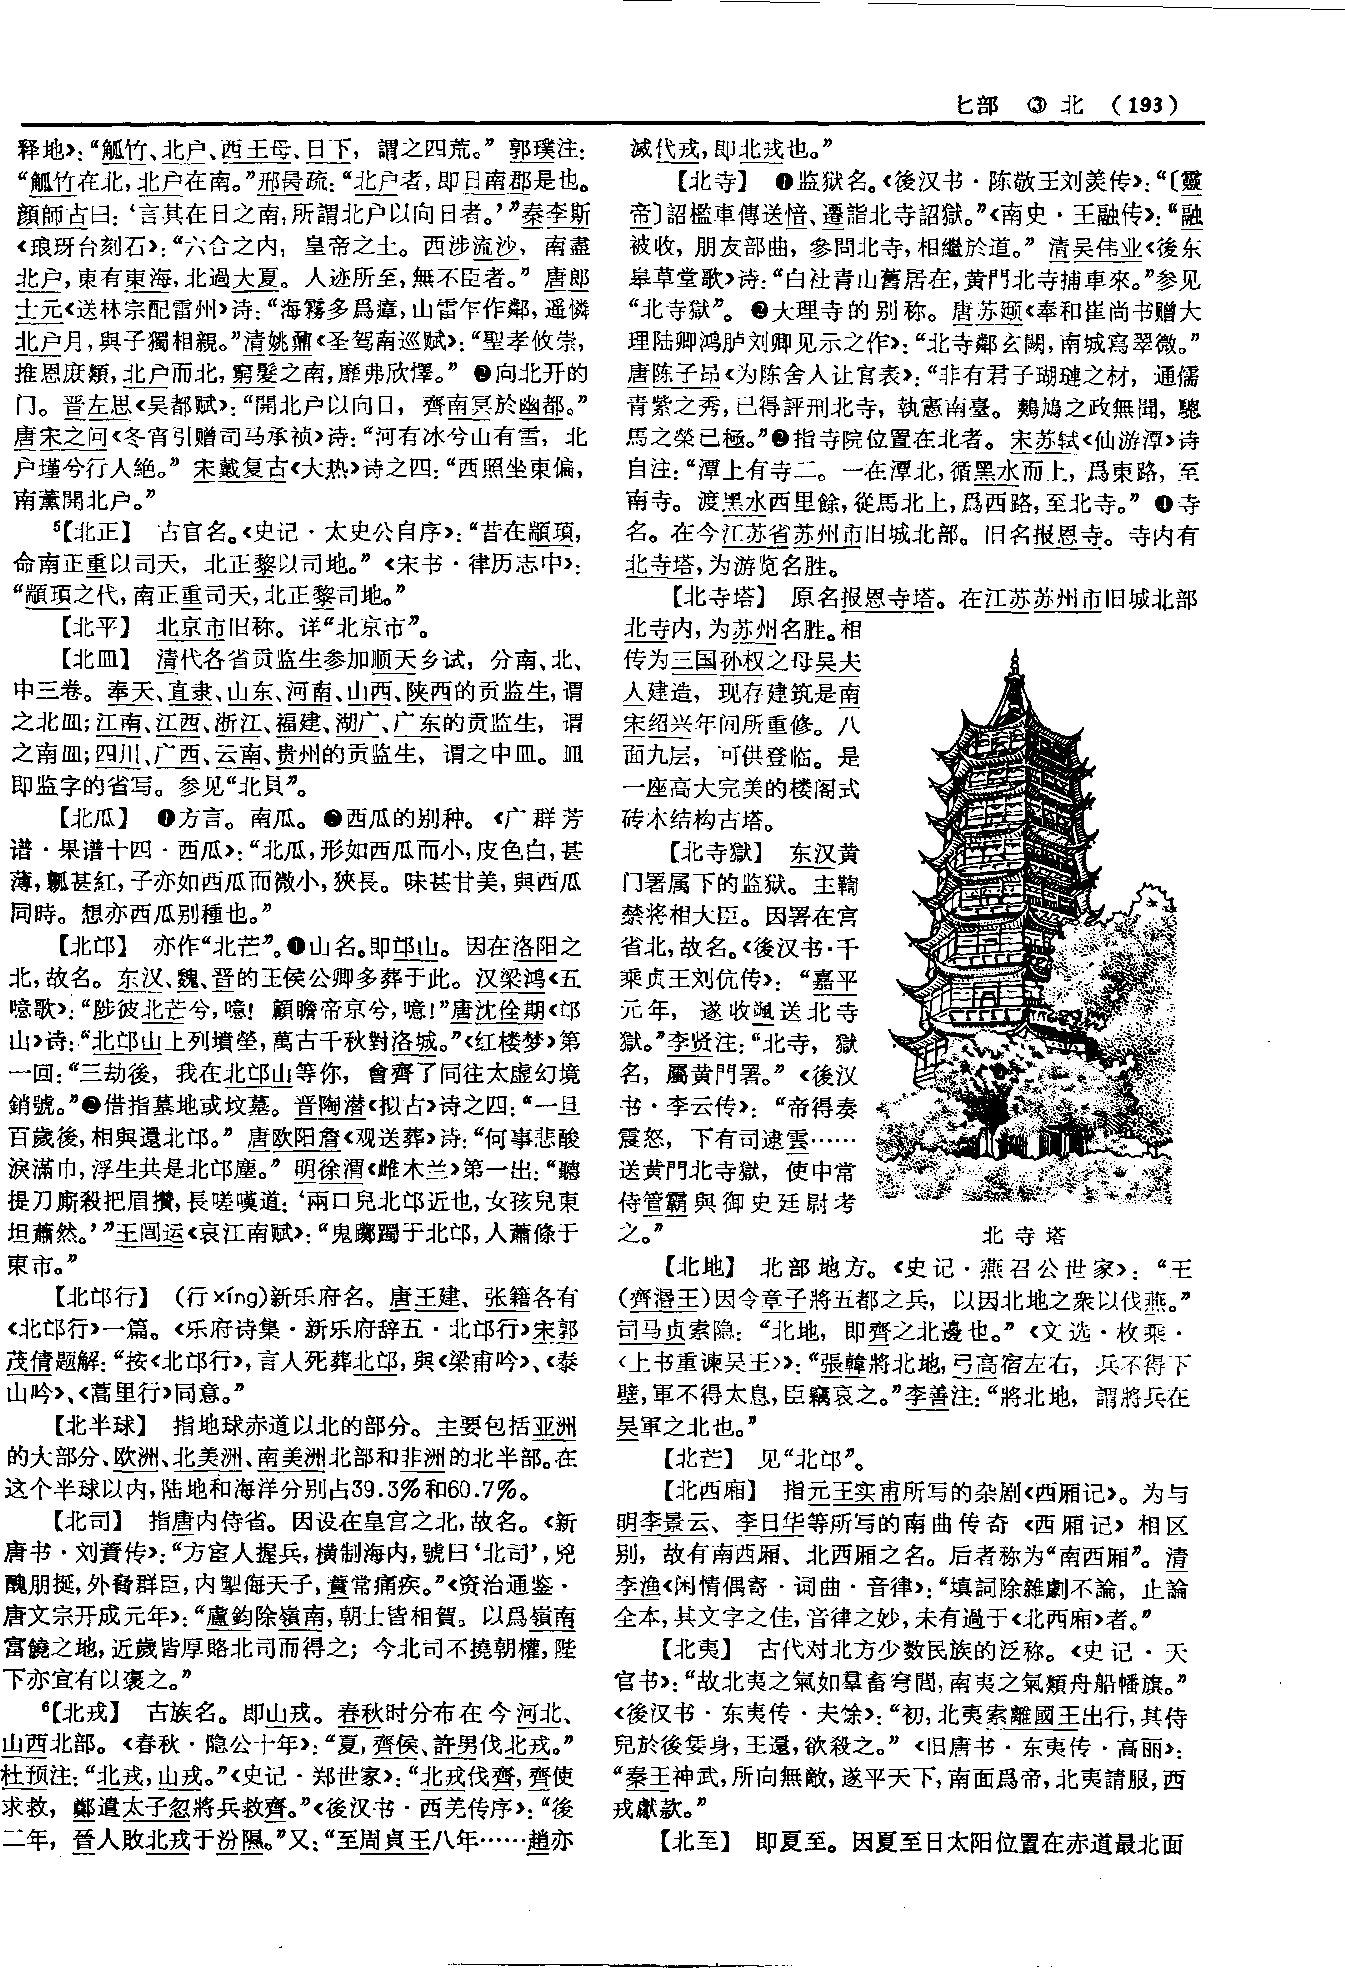 匕部 ③ 北 （193）
释地》：“觚竹、北户、西王母、日下，謂之四荒。”郭璞注：
“觚竹在北，北户在南。”邢昺疏：“北户者，即日南郡是也。
顔師古曰：‘言其在日之南，所謂北户以向日者。’”秦李斯
《琅玡台刻石》：“六合之内，皇帝之土。西涉流沙，南盡
北户，東有東海，北過大夏。人迹所至，無不臣者。”唐郎
士元《送林宗配雷州》诗：“海霧多爲瘴，山雷乍作鄰，遥憐
北户月，與子獨相親。”清姚鼐《圣驾南巡赋》：“聖孝攸崇，
推恩庶類，北户而北，窮髮之南，靡弗欣懌。”❷向北开的
门。晋左思《吴都赋》：“開北户以向日，齊南冥於幽都。”
唐宋之问《冬宵引赠司马承祯》诗：“河有冰兮山有雪，北
户墐兮行人絶。”宋戴复古《大热》诗之四：“西照坐東偏，
南薰開北户。”
⁵【北正】 古官名。《史记·太史公自序》：“昔在顓頊，
命南正重以司天，北正黎以司地。”《宋书·律历志中》：
“顓頊之代，南正重司天，北正黎司地。”
【北平】 北京市旧称。详“北京市”。
【北皿】 清代各省贡监生参加顺天乡试，分南、北、
中三卷。奉天、直隶、山东、河南、山西、陕西的贡监生，谓
之北皿；江南、江西、浙江、福建、湖广、广东的贡监生，谓
之南皿；四川、广西、云南、贵州的贡监生，谓之中皿。皿
即监字的省写。参见“北貝”。
【北瓜】 ❶方言。南瓜。❷西瓜的别种。《广群芳
谱·果谱十四·西瓜》：“北瓜，形如西瓜而小，皮色白，甚
薄，瓤甚紅，子亦如西瓜而微小，狹長。味甚甘美，與西瓜
同時。想亦西瓜别種也。”
【北邙】 亦作“北芒”。❶山名。即邙山。因在洛阳之
北，故名。东汉、魏、晋的王侯公卿多葬于此。汉梁鸿《五
噫歌》：“陟彼北芒兮，噫！顧瞻帝京兮，噫！”唐沈佺期《邙
山》诗：“北邙山上列墳塋，萬古千秋對洛城。”《红楼梦》第
一回：“三劫後，我在北邙山等你，會齊了同往太虚幻境
銷號。”❷借指墓地或坟墓。晋陶潜《拟古》诗之四：“一旦
百歲後，相與還北邙。”唐欧阳詹《观送葬》诗：“何事悲酸
淚滿巾，浮生共是北邙塵。”明徐渭《雌木兰》第一出：“聽
提刀廝殺把眉攢，長嗟嘆道：‘兩口兒北邙近也，女孩兒東
坦蕭然。’”王闿运《哀江南赋》：“鬼躑躅于北邙，人蕭條于
東市。”
【北邙行】 （行xíng）新乐府名。唐王建、张籍各有
《北邙行》一篇。《乐府诗集·新乐府辞五·北邙行》宋郭
茂倩题解：“按《北邙行》，言人死葬北邙，與《梁甫吟》、《泰
山吟》、《蒿里行》同意。”
【北半球】 指地球赤道以北的部分。主要包括亚洲
的大部分、欧洲、北美洲、南美洲北部和非洲的北半部。在
这个半球以内，陆地和海洋分别占39.3％和60.7％。
【北司】 指唐内侍省。因设在皇宫之北，故名。《新
唐书·刘蕡传》：“方宦人握兵，横制海内，號曰‘北司’，兇
醜朋挺，外脅群臣，内掣侮天子，蕡常痛疾。”《资治通鉴·
唐文宗开成元年》：“盧鈞除嶺南，朝士皆相賀。以爲嶺南
富饒之地，近歲皆厚賂北司而得之；今北司不撓朝權，陛
下亦宜有以褒之。”
⁶【北戎】 古族名。即山戎。春秋时分布在今河北、
山西北部。《春秋·隐公十年》：“夏，齊侯、許男伐北戎。”
杜预注：“北戎，山戎。”《史记·郑世家》：“北戎伐齊，齊使
求救，鄭遣太子忽將兵救齊。”《後汉书·西羌传序》：“後
二年，晉人敗北戎于汾隰。”又：“至周貞王八年……趙亦
滅代戎，即北戎也。”
【北寺】 ❶监狱名。《後汉书·陈敬王刘羡传》：“〔靈
帝〕詔檻車傳送愔、遷詣北寺詔獄。”《南史·王融传》：“融
被收，朋友部曲，參問北寺，相繼於道。”清吴伟业《後东
皋草堂歌》诗：“白社青山舊居在，黄門北寺捕車來。”参见
“北寺獄”。❷大理寺的别称。唐苏颋《奉和崔尚书赠大
理陆卿鸿胪刘卿见示之作》：“北寺鄰玄闕，南城寫翠微。”
唐陈子昂《为陈舍人让官表》：“非有君子瑚璉之材，通儒
青紫之秀，已得評刑北寺，執憲南臺。鷞鳩之政無聞，驄
馬之榮已極。”❸指寺院位置在北者。宋苏轼《仙游潭》诗
自注：“潭上有寺二。一在潭北，循黑水而上，爲東路，至
南寺。渡黑水西里餘，從馬北上，爲西路，至北寺。”❹寺
名。在今江苏省苏州市旧城北部。旧名报恩寺。寺内有
北寺塔，为游览名胜。
【北寺塔】 原名报恩寺塔。在江苏苏州市旧城北部
北寺内，为苏州名胜。相
传为三国孙权之母吴夫
人建造，现存建筑是南
宋绍兴年间所重修。八
面九层，可供登临。是
一座高大完美的楼阁式
砖木结构古塔。
【北寺獄】 东汉黄
门署属下的监狱。主鞫
禁将相大臣。因署在宫
省北，故名。《後汉书·千
乘贞王刘伉传》：“嘉平
元年，遂收颯送北寺
獄。”李贤注：“北寺，獄
名，屬黄門署。”《後汉
书·李云传》：“帝得奏
震怒，下有司逮雲……
送黄門北寺獄，使中常
侍管霸與御史廷尉考
之。”
北寺塔
【北地】 北部地方。《史记·燕召公世家》：“王
（齊湣王）因令章子將五都之兵，以因北地之衆以伐燕。”
司马贞索隐：“北地，即齊之北邊也。”《文选·枚乘·
〈上书重谏吴王〉》：“張韓將北地，弓高宿左右，兵不得下
壁，軍不得太息，臣竊哀之。”李善注：“將北地，謂將兵在
吴軍之北也。”
【北芒】 见“北邙”。
【北西廂】 指元王实甫所写的杂剧《西厢记》。为与
明李景云、李日华等所写的南曲传奇《西厢记》相区
别，故有南西厢、北西厢之名。后者称为“南西厢”。清
李渔《闲情偶寄·词曲·音律》：“填詞除雜劇不論，止論
全本，其文字之佳，音律之妙，未有過于《北西廂》者。”
【北夷】 古代对北方少数民族的泛称。《史记·天
官书》：“故北夷之氣如羣畜穹閭，南夷之氣類舟船幡旗。”
《後汉书·东夷传·夫馀》：“初，北夷索離國王出行，其侍
兒於後妊身，王還，欲殺之。”《旧唐书·东夷传·高丽》：
“秦王神武，所向無敵，遂平天下，南面爲帝，北夷請服，西
戎獻款。”
【北至】 即夏至。因夏至日太阳位置在赤道最北面